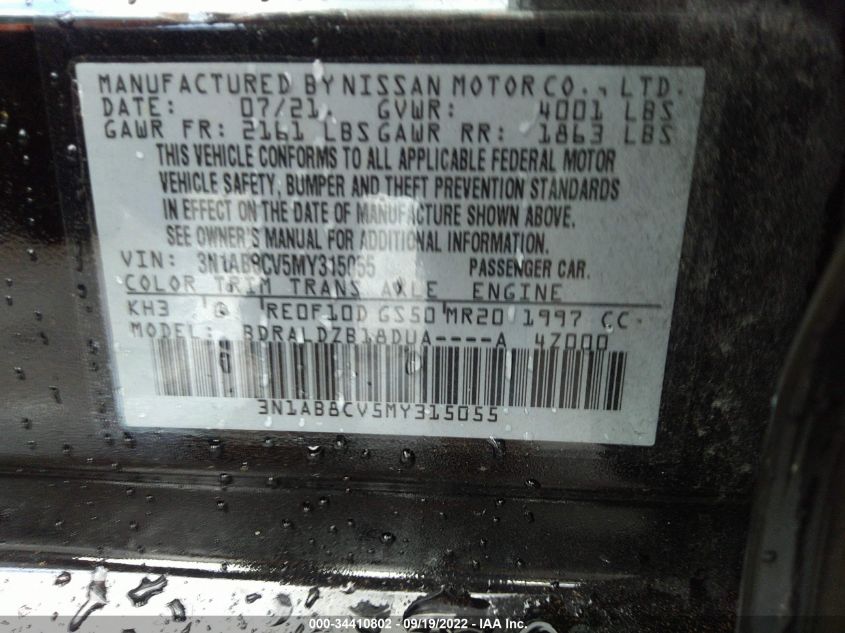 MANUFACTURED BY NISSAN MOTOR CO., LTD.
DATE: 07/21 GVWR: 4001 LBS
GAWR FR: 2161 LBS GAWR RR: 1863 LBS
THIS VEHICLE CONFORMS TO ALL APPLICABLE FEDERAL MOTOR
VEHICLE SAFETY, BUMPER AND THEFT PREVENTION STANDARDS
IN EFFECT ON THE DATE OF MANUFACTURE SHOWN ABOVE.
SEE OWNER'S MANUAL FOR ADDITIONAL INFORMATION.
VIN: 3N1AB8CV5MY315055 PASSENGER CAR.
COLOR TRIM TRANS AXLE ENGINE
KH3 RE0F10D GS50 MR20 1997 CC
MODEL: BDRALDZB18DUA----A 4Z000
3N1AB8CV5MY315055
000-34410802 - 09/19/2022 - IAA Inc.